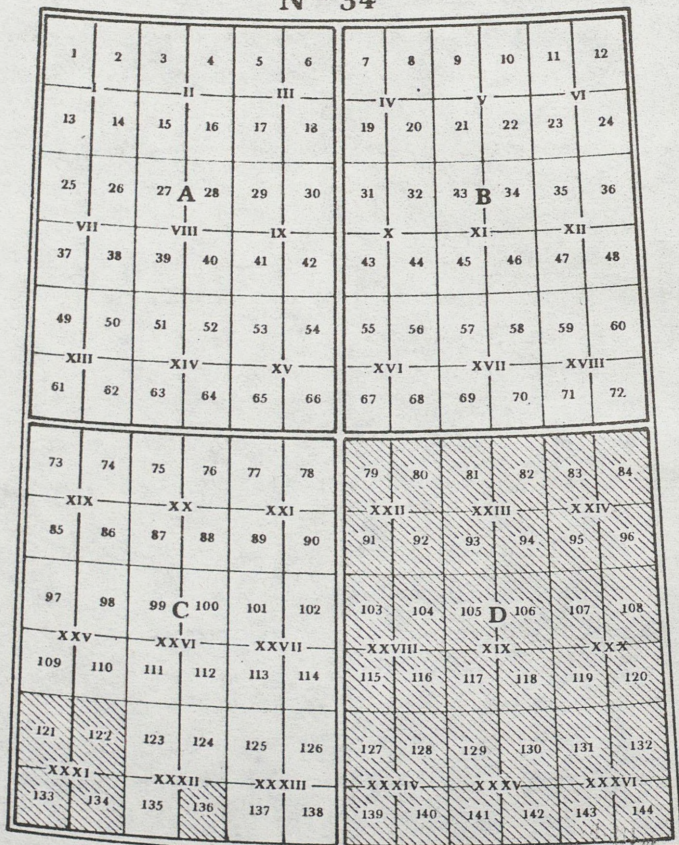 N 34
1 2 3 4 5 6 7 8 9 10 11 12
I II III IV V VI
13 14 15 16 17 18 19 20 21 22 23 24
25 26 27 A 28 29 30 31 32 33 B 34 35 36
VII VIII IX X XI XII
37 38 39 40 41 42 43 44 45 46 47 48
49 50 51 52 53 54 55 56 57 58 59 60
XIII XIV XV XVI XVII XVIII
61 62 63 64 65 66 67 68 69 70 71 72
73 74 75 76 77 78 79 80 81 82 83 84
XIX XX XXI XXII XXIII XXIV
85 86 87 88 89 90 91 92 93 94 95 96
97 98 99 C 100 101 102 103 104 105 D 106 107 108
XXV XXVI XXVII XXVIII XIX XXX
109 110 111 112 113 114 115 116 117 118 119 120
121 122 123 124 125 126 127 128 129 130 131 132
XXXI XXXII XXXIII XXXIV XXXV XXXVI
133 134 135 136 137 138 139 140 141 142 143 144